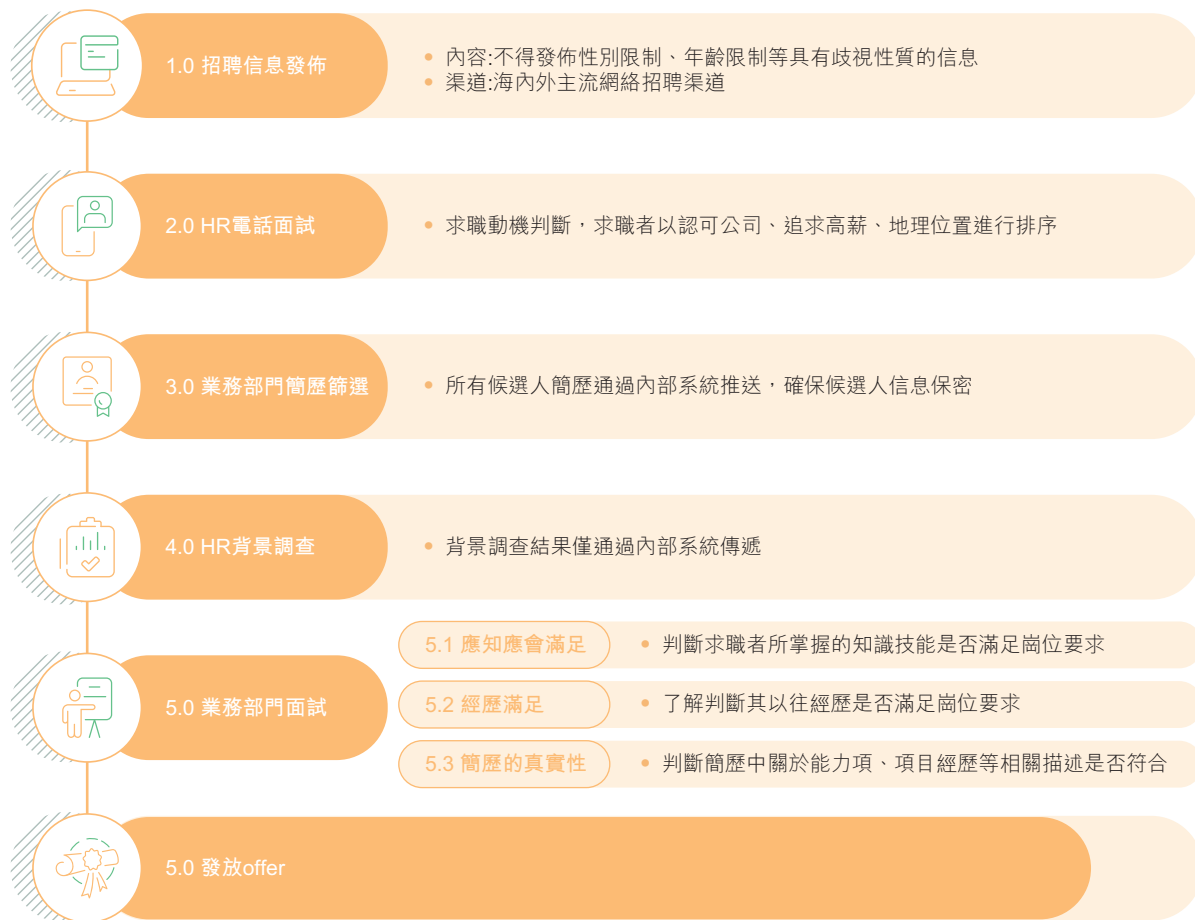 1.0 招聘信息發佈
• 內容:不得發佈性別限制、年齡限制等具有歧視性質的信息
• 渠道:海內外主流網絡招聘渠道
2.0 HR電話面試
• 求職動機判斷，求職者以認可公司、追求高薪、地理位置進行排序
3.0 業務部門簡歷篩選
• 所有候選人簡歷通過內部系統推送，確保候選人信息保密
4.0 HR背景調查
• 背景調查結果僅通過內部系統傳遞
5.0 業務部門面試
5.1 應知應會滿足
• 判斷求職者所掌握的知識技能是否滿足崗位要求
5.2 經歷滿足
• 了解判斷其以往經歷是否滿足崗位要求
5.3 簡歷的真實性
• 判斷簡歷中關於能力項、項目經歷等相關描述是否符合
5.0 發放offer